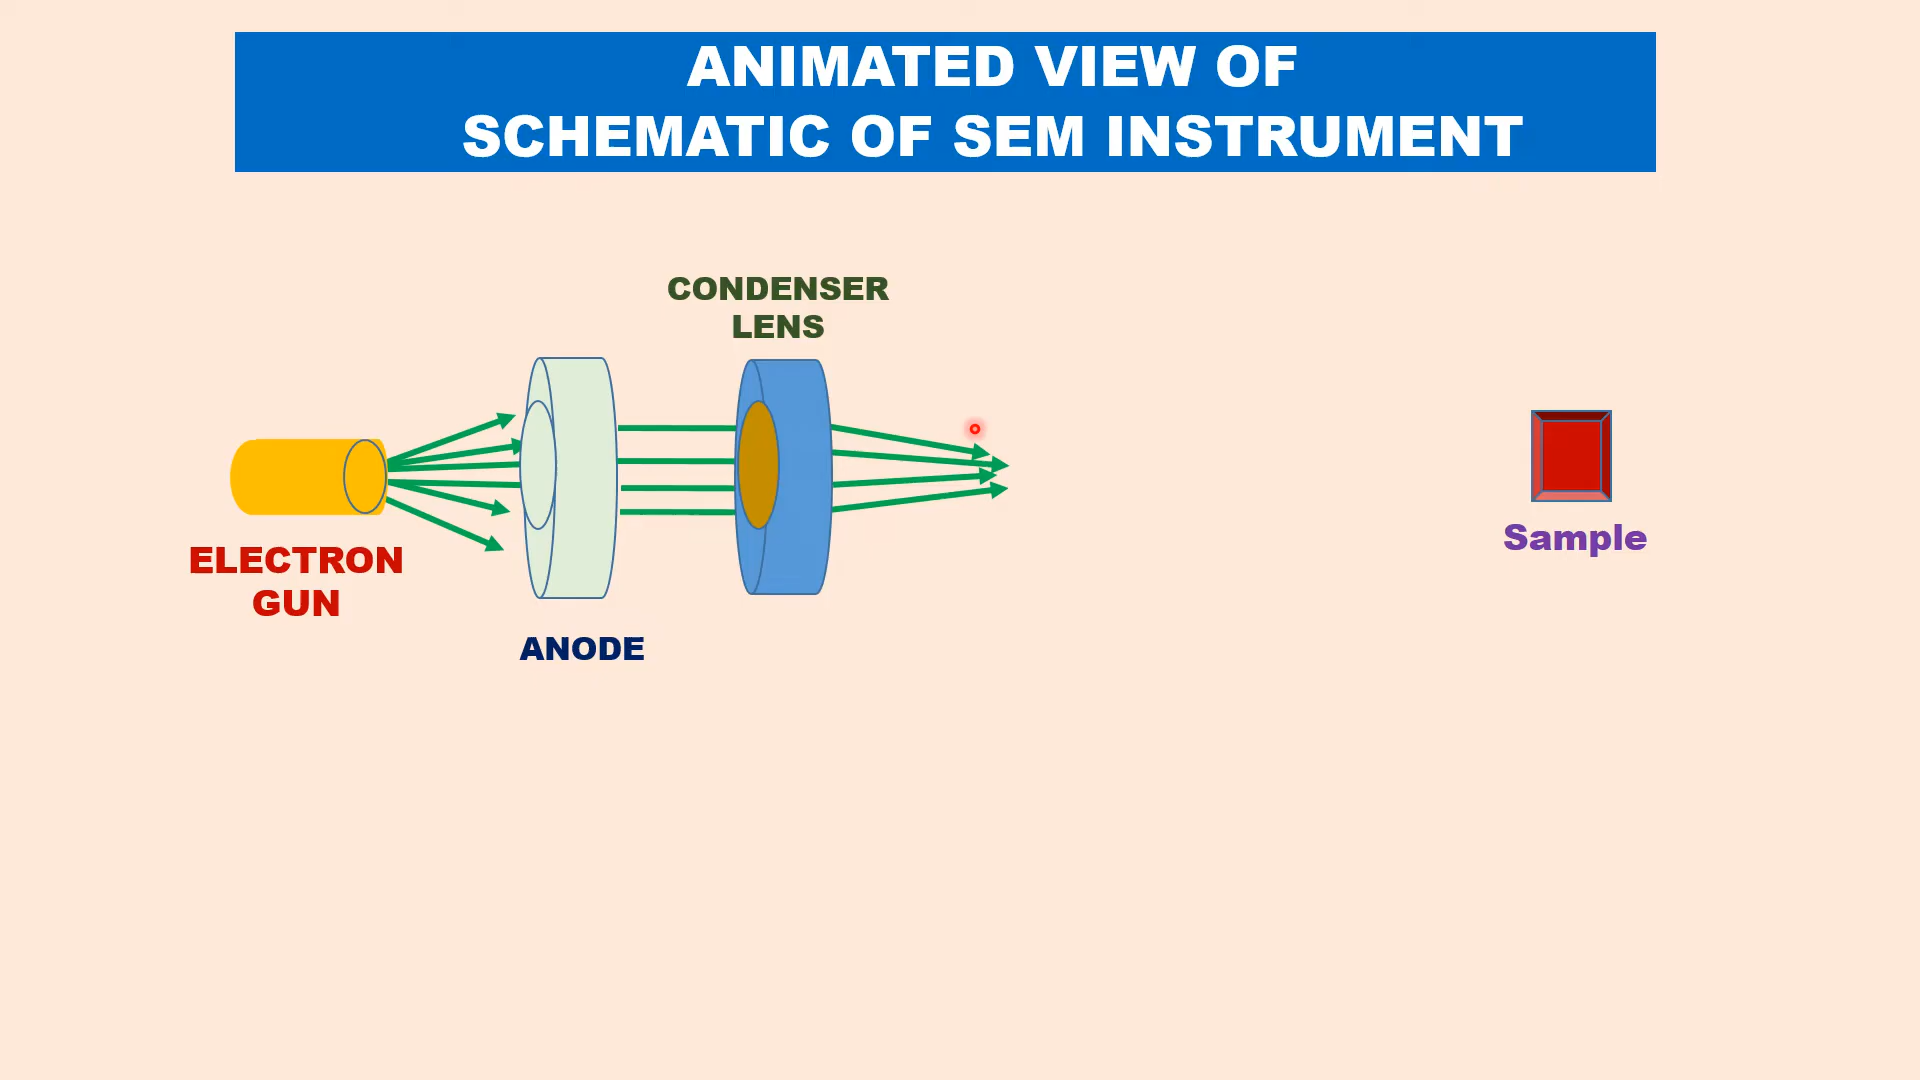 ANIMATED VIEW OF
SCHEMATIC OF SEM INSTRUMENT
CONDENSER
LENS
ELECTRON
GUN
ANODE
Sample